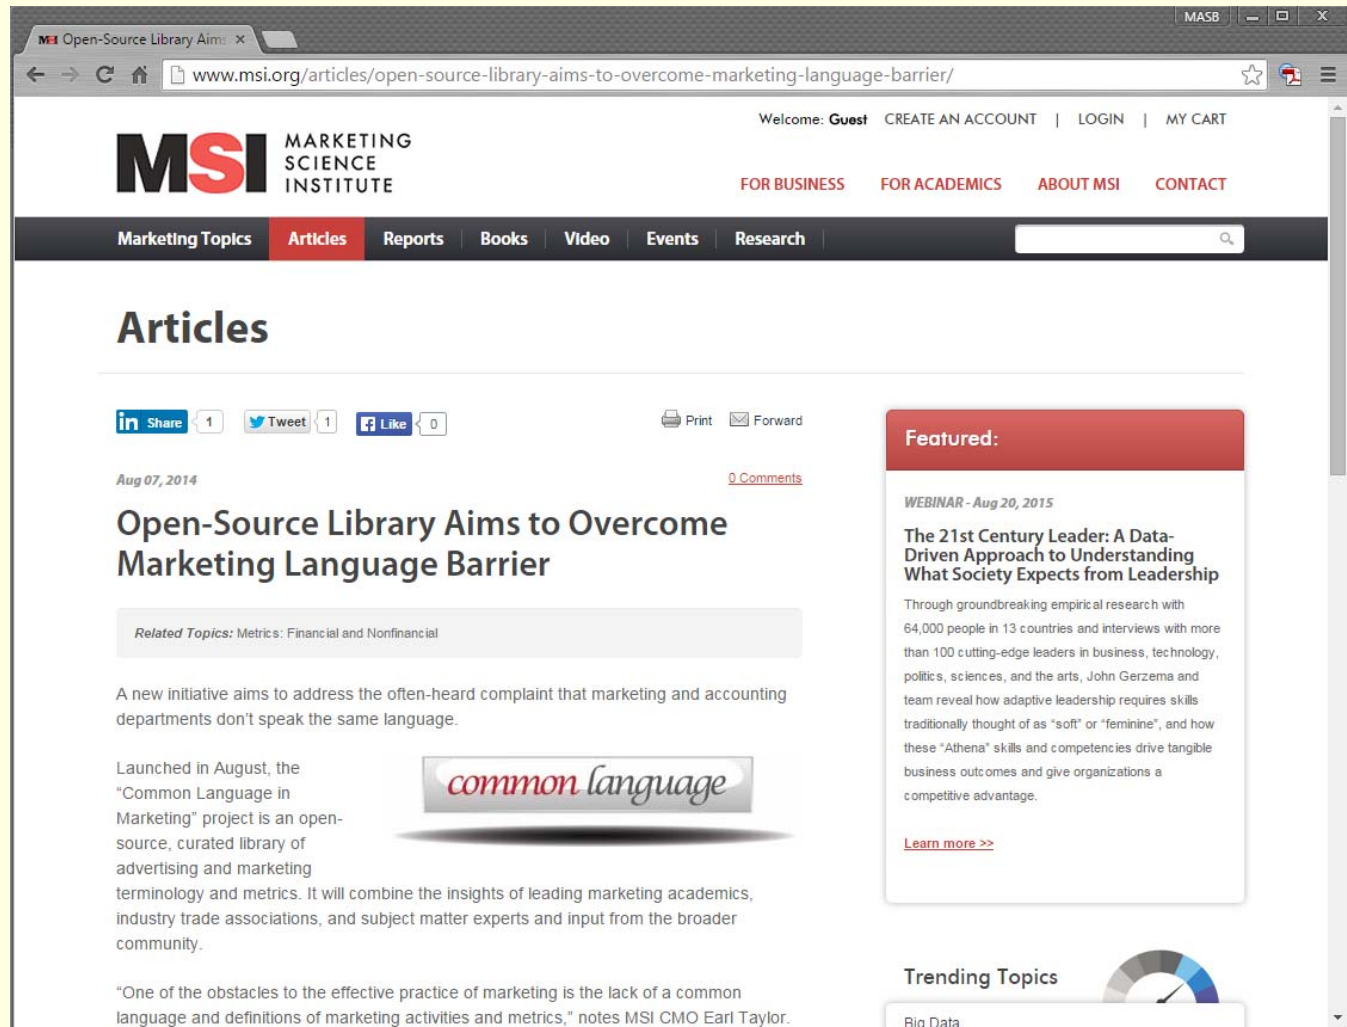 MASB
MSI Open-Source Library Aims
www.msi.org/articles/open-source-library-aims-to-overcome-marketing-language-barrier/
Welcome: Guest CREATE AN ACCOUNT | LOGIN | MY CART
MSI MARKETING
SCIENCE
INSTITUTE
FOR BUSINESS FOR ACADEMICS ABOUT MSI CONTACT
Marketing Topics Articles Reports Books Video Events Research
Articles
in Share 1 Tweet 1 Like 0 Print Forward
Aug 07, 2014 0 Comments
Open-Source Library Aims to Overcome
Marketing Language Barrier
Related Topics: Metrics: Financial and Nonfinancial
A new initiative aims to address the often-heard complaint that marketing and accounting
departments don’t speak the same language.
Launched in August, the
“Common Language in
Marketing” project is an open-
source, curated library of
advertising and marketing
common language
terminology and metrics. It will combine the insights of leading marketing academics,
industry trade associations, and subject matter experts and input from the broader
community.
“One of the obstacles to the effective practice of marketing is the lack of a common
language and definitions of marketing activities and metrics,” notes MSI CMO Earl Taylor.
Featured:
WEBINAR - Aug 20, 2015
The 21st Century Leader: A Data-
Driven Approach to Understanding
What Society Expects from Leadership
Through groundbreaking empirical research with
64,000 people in 13 countries and interviews with more
than 100 cutting-edge leaders in business, technology,
politics, sciences, and the arts, John Gerzema and
team reveal how adaptive leadership requires skills
traditionally thought of as “soft” or “feminine”, and how
these “Athena” skills and competencies drive tangible
business outcomes and give organizations a
competitive advantage.
Learn more >>
Trending Topics
Big Data